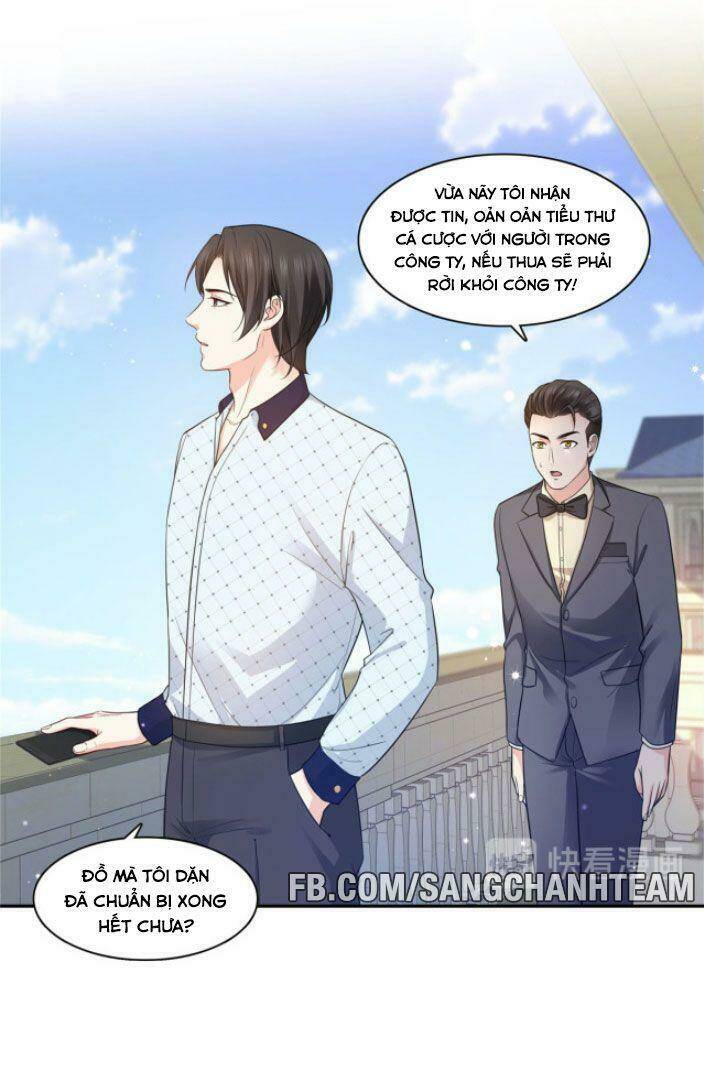 VỪA NÃY TÔI NHẬN
ĐƯỢC TIN, OẢN OẢN TIỂU THƯ
CÁ CƯỢC VỚI NGƯỜI TRONG
CÔNG TY, NẾU THUA SẼ PHẢI
RỜI KHỎI CÔNG TY!
快看漫画
FB.COM/SANGCHANHTEAM
ĐỒ MÀ TÔI DẶN
ĐÃ CHUẨN BỊ XONG
HẾT CHƯA?